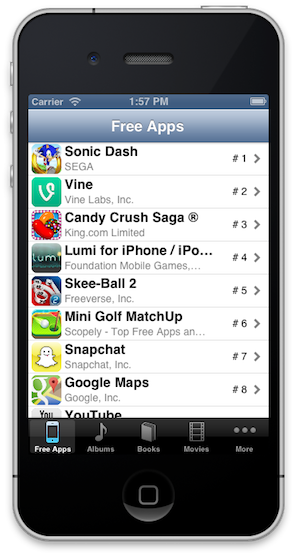 Carrier 1:57 PM
Free Apps
Sonic Dash
SEGA
# 1
Vine
Vine Labs, Inc.
# 2
Candy Crush Saga ®
King.com Limited
# 3
lumi
Lumi for iPhone / iPo...
Foundation Mobile Games,...
# 4
Skee-Ball 2
Freeverse, Inc.
# 5
Mini Golf MatchUp
Scopely - Top Free Apps an...
# 6
Snapchat
Snapchat, Inc.
# 7
Google Maps
Google, Inc.
# 8
You
YouTube
Free Apps Albums Books Movies More